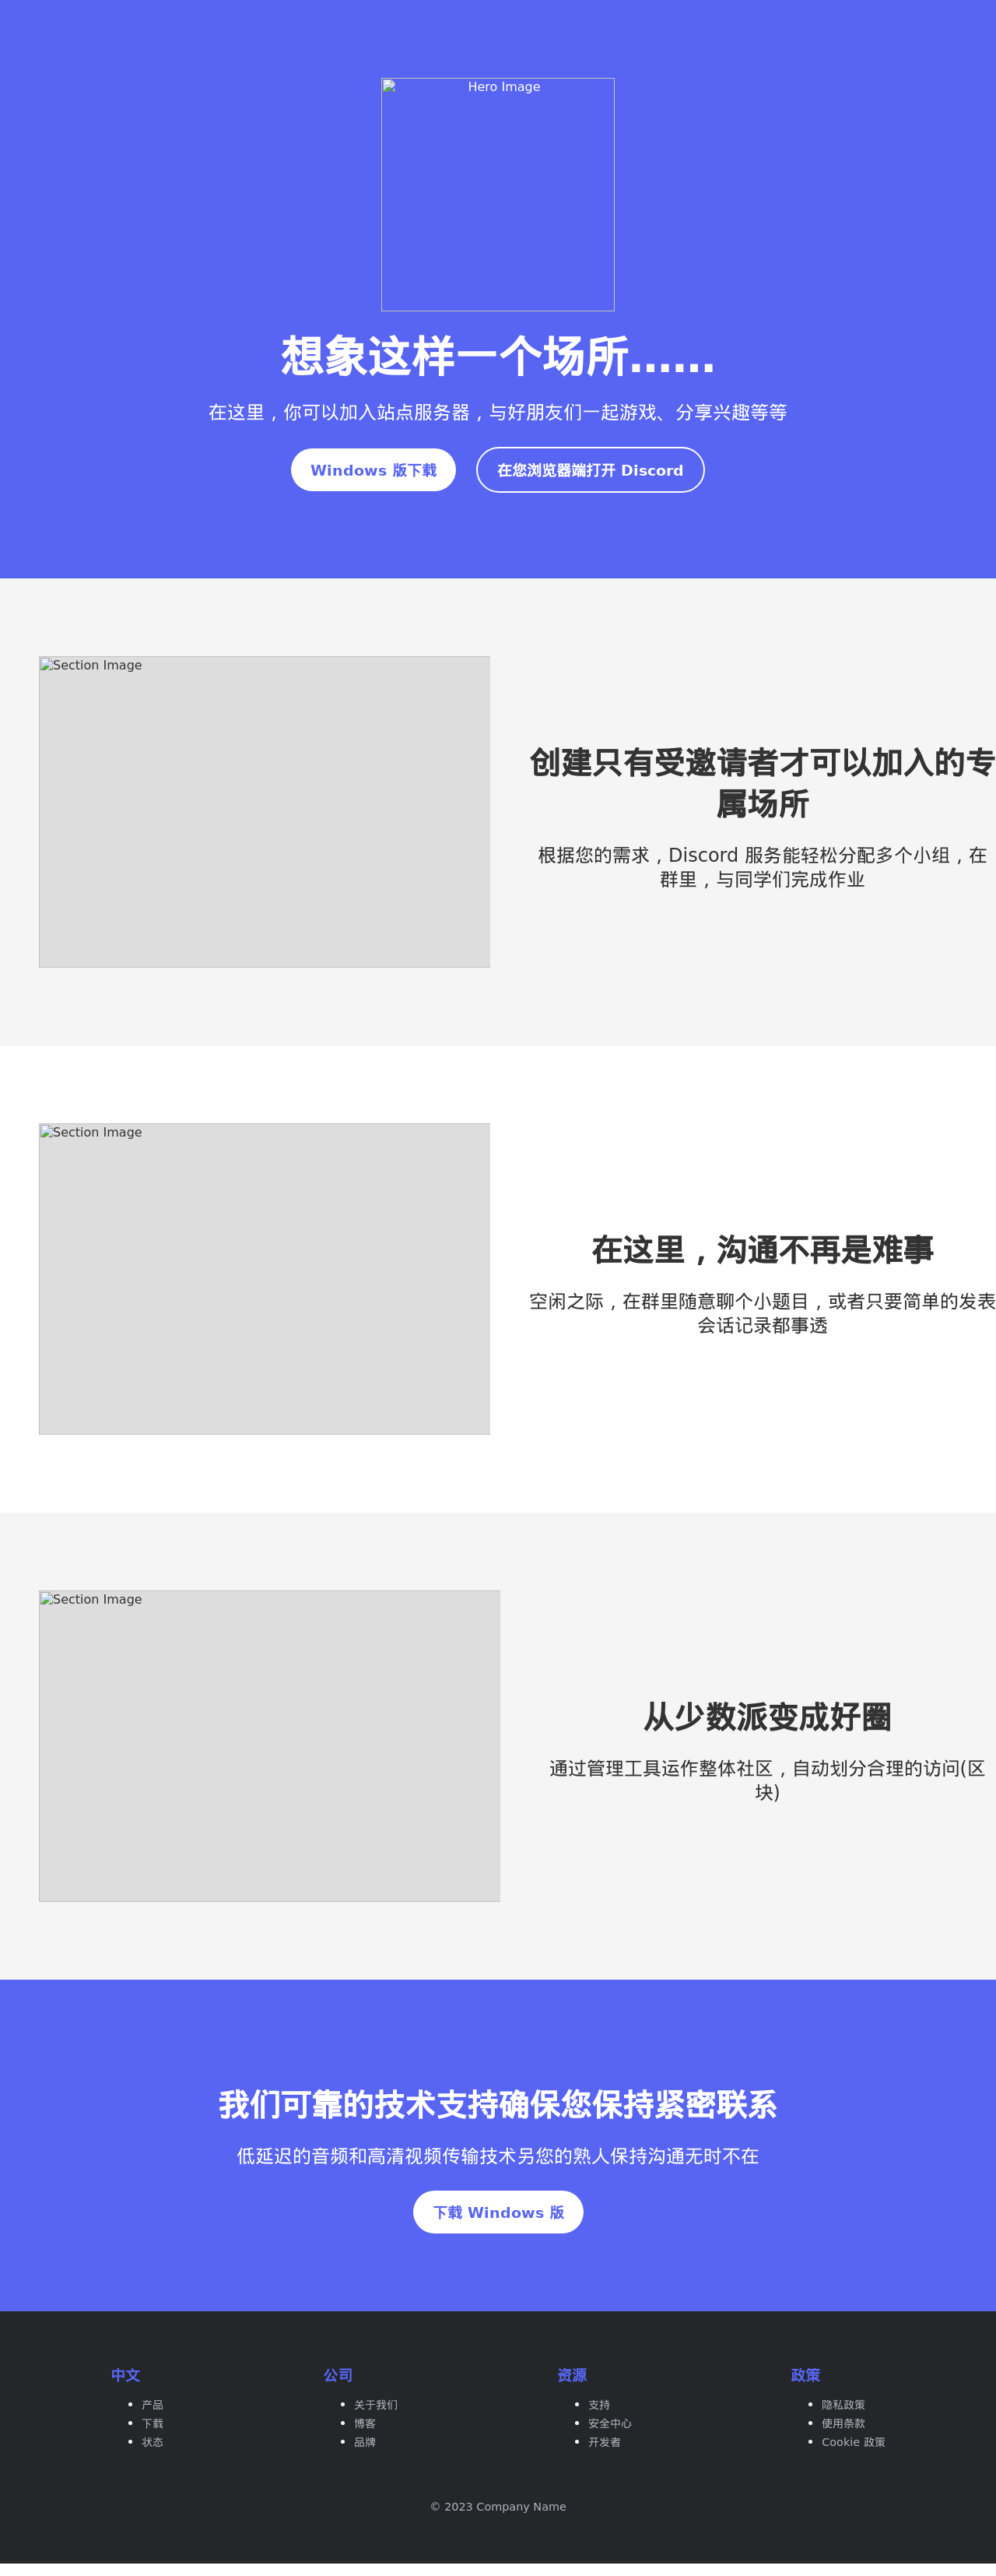 Hero Image
想象这样一个场所……
在这里，你可以加入站点服务器，与好朋友们一起游戏、分享兴趣等等
Windows 版下载
在您浏览器端打开 Discord
Section Image
创建只有受邀请者才可以加入的专
属场所
根据您的需求，Discord 服务能轻松分配多个小组，在
群里，与同学们完成作业
Section Image
在这里，沟通不再是难事
空闲之际，在群里随意聊个小题目，或者只要简单的发表
会话记录都事透
Section Image
从少数派变成好圈
通过管理工具运作整体社区，自动划分合理的访问(区
块)
我们可靠的技术支持确保您保持紧密联系
低延迟的音频和高清视频传输技术另您的熟人保持沟通无时不在
下载 Windows 版
中文
产品
下载
状态
公司
关于我们
博客
品牌
资源
支持
安全中心
开发者
政策
隐私政策
使用条款
Cookie 政策
© 2023 Company Name